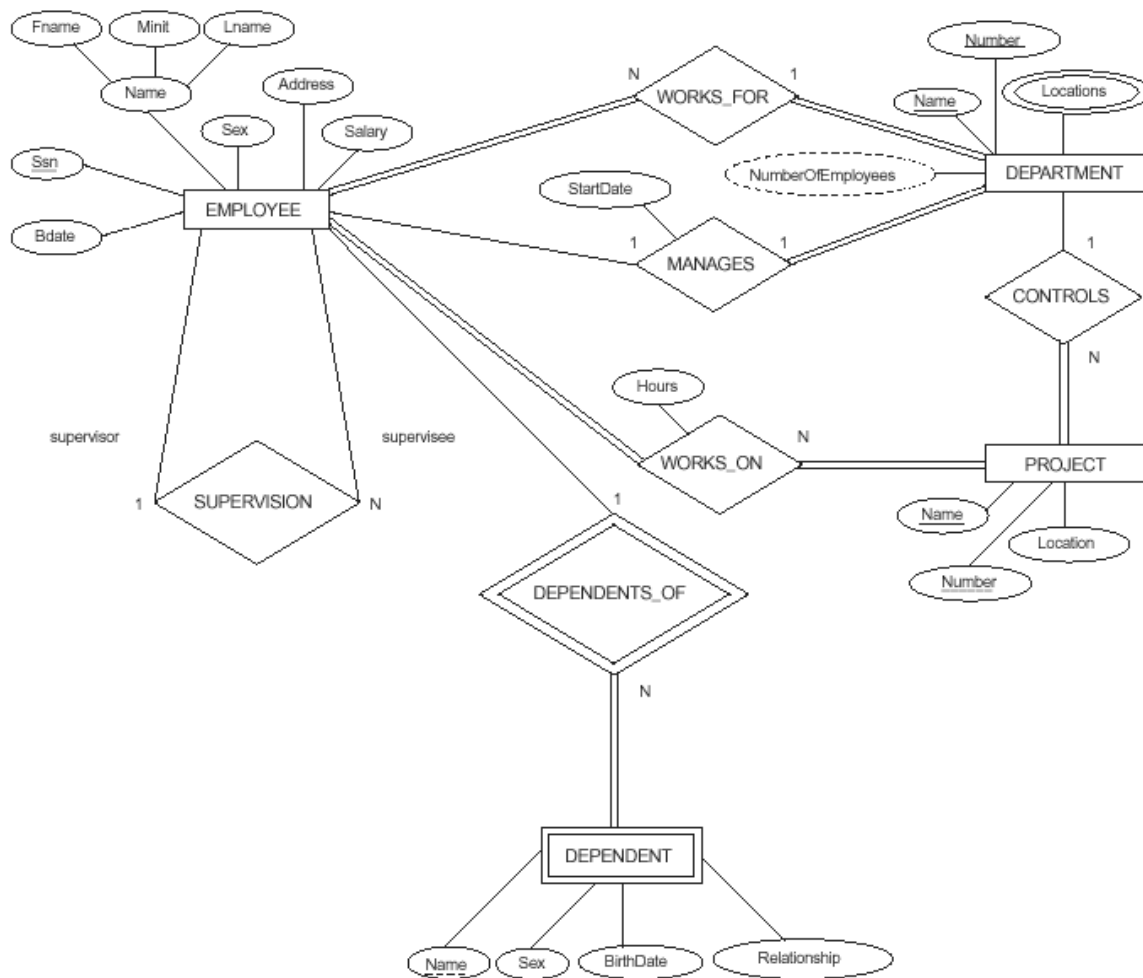 Fname
Minit
Lname
Number
Name
Address
N
WORKS_FOR
1
Locations
Name
Sex
Salary
Ssn
NumberOfEmployees
DEPARTMENT
StartDate
EMPLOYEE
Bdate
1
MANAGES
1
1
CONTROLS
N
Hours
supervisor
supervisee
N
WORKS_ON
PROJECT
1
SUPERVISION
N
1
Name
Location
Number
DEPENDENTS_OF
N
DEPENDENT
Name
Sex
BirthDate
Relationship